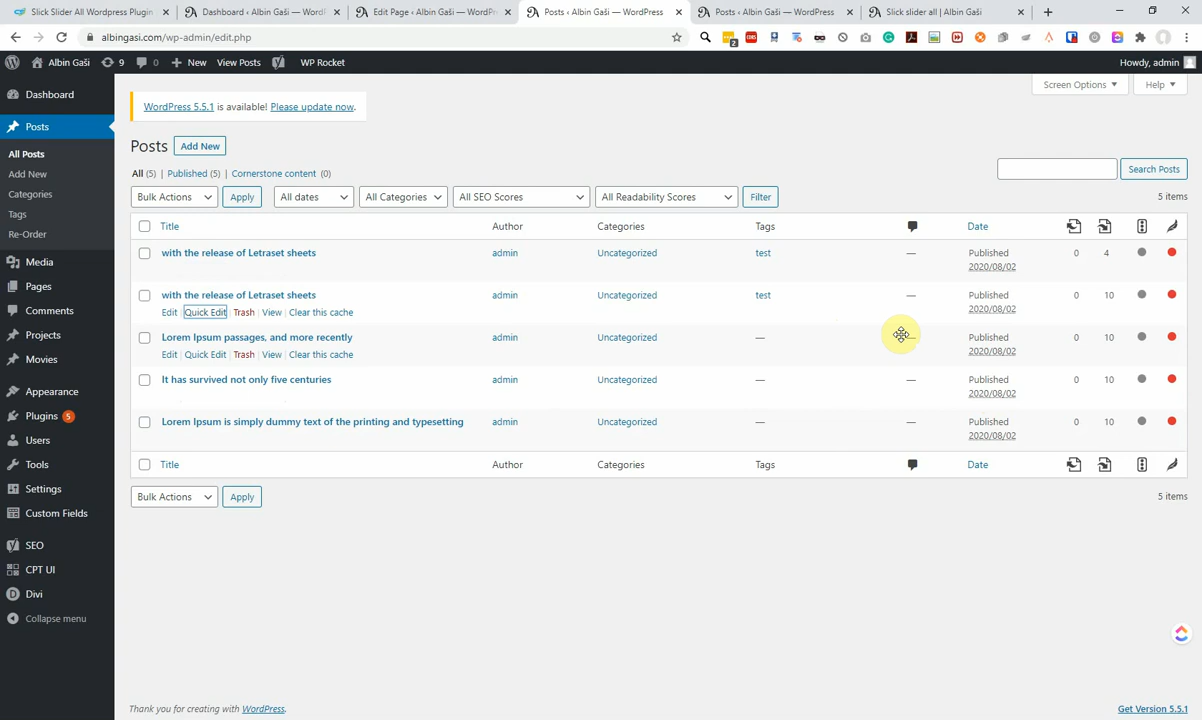 Slick Slider All Wordpress Plugin
Dashboard ‹ Albin Gaši — WordP
Edit Page ‹ Albin Gaši — WordPr
Posts ‹ Albin Gaši — WordPress
Posts ‹ Albin Gaši — WordPress
Slick slider all | Albin Gaši
albingasi.com/wp-admin/edit.php
Albin Gaši 9 0 New View Posts WP Rocket Howdy, admin
Screen Options Help
WordPress 5.5.1 is available! Please update now.
Dashboard
Posts
All Posts
Add New
Categories
Tags
Re-Order
Media
Pages
Comments
Projects
Movies
Appearance
Plugins 5
Users
Tools
Settings
Custom Fields
SEO
CPT UI
Divi
Collapse menu
Posts Add New
All (5) | Published (5) | Cornerstone content (0)
Search Posts
Bulk Actions Apply All dates All Categories All SEO Scores All Readability Scores Filter 5 items
Title Author Categories Tags Date
with the release of Letraset sheets admin Uncategorized test — Published 0 4
2020/08/02
with the release of Letraset sheets admin Uncategorized test — Published 0 10
Edit | Quick Edit | Trash | View | Clear this cache 2020/08/02
Lorem Ipsum passages, and more recently admin Uncategorized — — Published 0 10
Edit | Quick Edit | Trash | View | Clear this cache 2020/08/02
It has survived not only five centuries admin Uncategorized — — Published 0 10
2020/08/02
Lorem Ipsum is simply dummy text of the printing and typesetting admin Uncategorized — — Published 0 10
2020/08/02
Title Author Categories Tags Date
Bulk Actions Apply 5 items
Thank you for creating with WordPress. Get Version 5.5.1